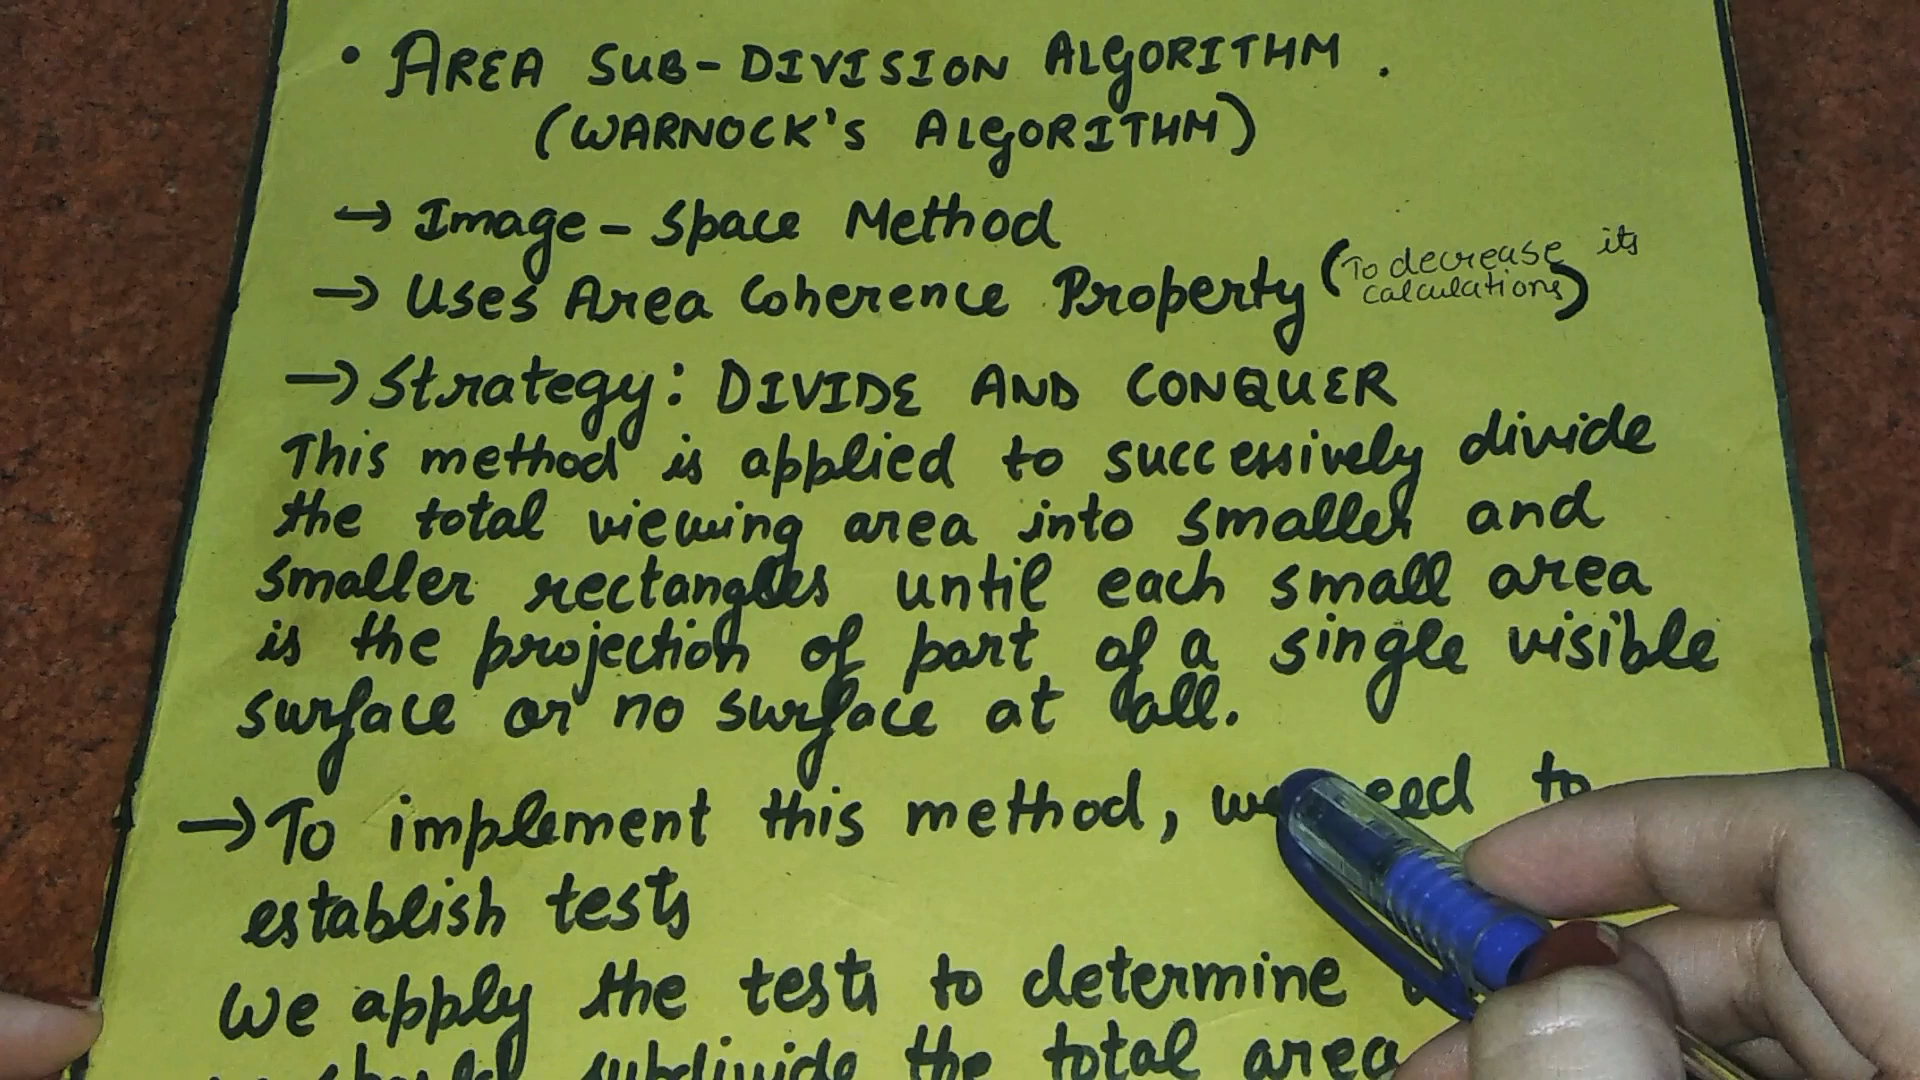 • AREA SUB-DIVISION ALGORITHM.
(WARNOCK'S ALGORITHM)
→ Image-Space Method
→ Uses Area Coherence Property (To decrease its calculations)
→ Strategy: DIVIDE AND CONQUER
This method is applied to successively divide
the total viewing area into smaller and
smaller rectangles until each small area
is the projection of part of a single visible
surface or no surface at all.
→ To implement this method, we need to
establish tests
We apply the tests to determine
should subdivide the total area